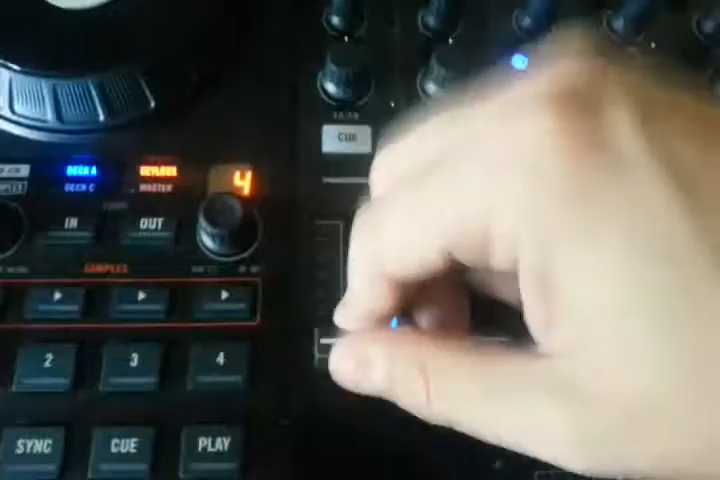 CUE
DECK A
DECK C
KEYLOCK
MASTER
4
IN
OUT
SAMPLES
2
3
4
SYNC
CUE
PLAY